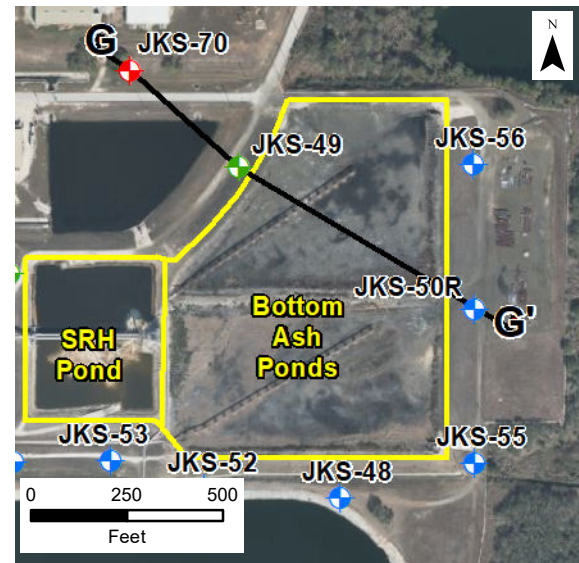 G
JKS-70
N
JKS-49
JKS-56
JKS-50R
G'
Bottom
Ash
Ponds
SRH
Pond
JKS-53
JKS-52
JKS-55
JKS-48
0 250 500
Feet